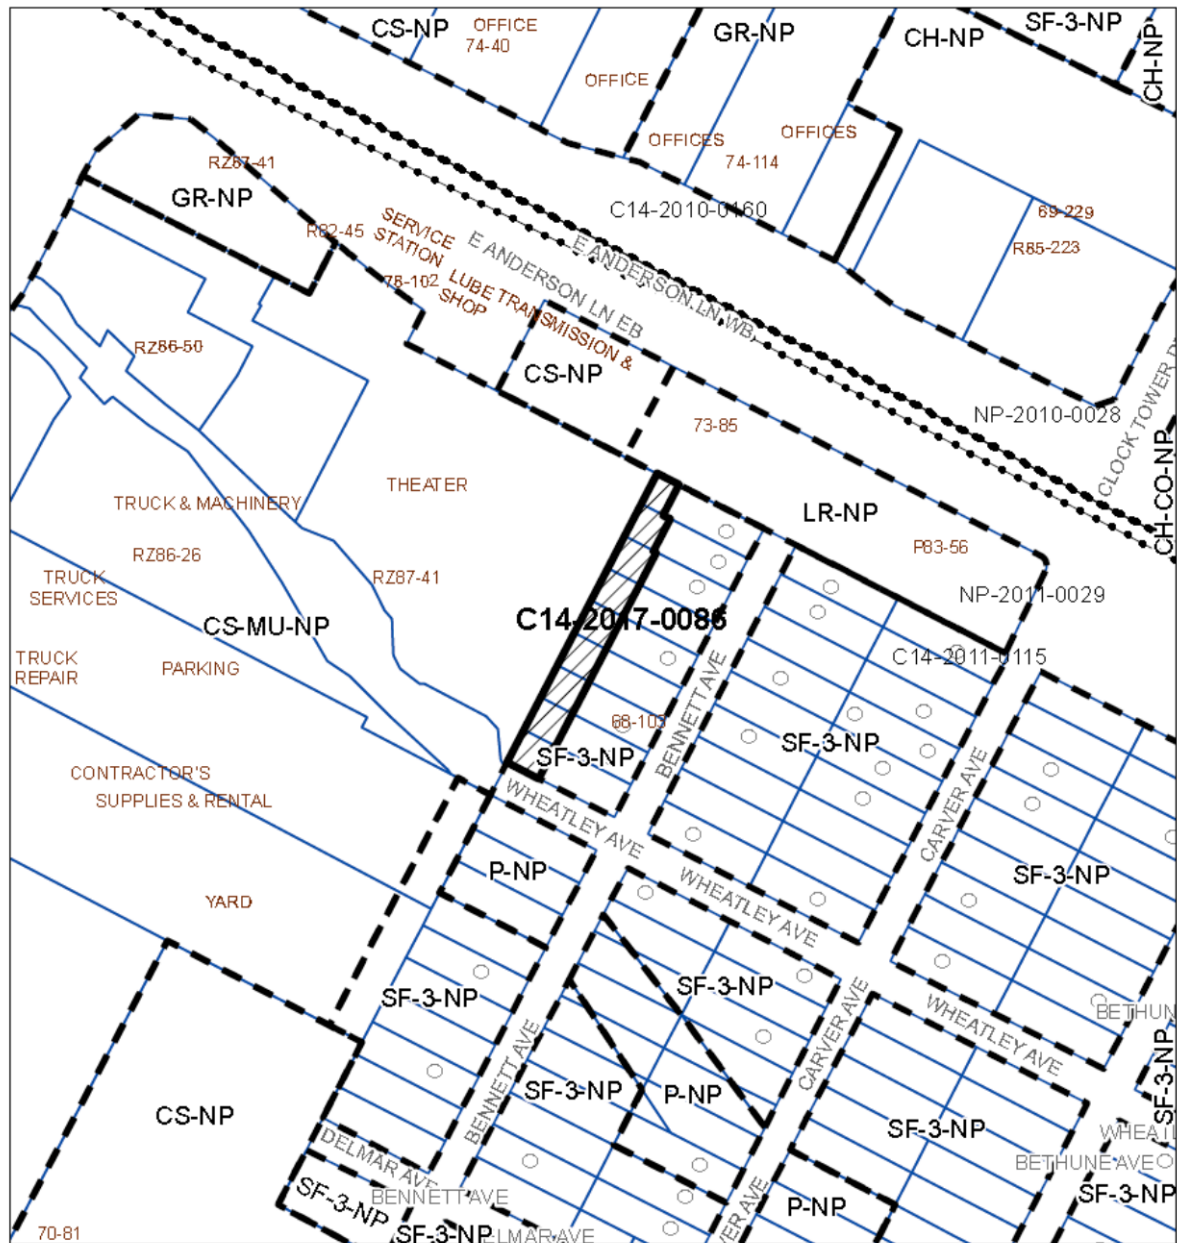 CS-NP
OFFICE
74-40
GR-NP
CH-NP
SF-3-NP
CH-NP
OFFICE
OFFICES
OFFICES
74-114
RZ87-41
GR-NP
C14-2010-0160
69-229
R85-223
R82-45
SERVICE
STATION
78-102
LUBE TRANSMISSION &
SHOP
E ANDERSON LN EB
E ANDERSON LN WB
RZ86-50
CS-NP
NP-2010-0028
CLOCK TOWER
73-85
CH-CO-NP
THEATER
TRUCK & MACHINERY
LR-NP
P83-56
RZ86-26
TRUCK
SERVICES
RZ87-41
NP-2011-0029
C14-2017-0086
CS-MU-NP
C14-2011-0115
TRUCK
REPAIR
PARKING
BENNETT AVE
68-103
SF-3-NP
SF-3-NP
CONTRACTOR'S
SUPPLIES & RENTAL
WHEATLEY AVE
CARVER AVE
P-NP
WHEATLEY AVE
SF-3-NP
YARD
SF-3-NP
SF-3-NP
WHEATLEY AVE
BETHUN
CARVER AVE
BENNETT AVE
SF-3-NP
P-NP
SF-3-NP
SF-3-NP
CS-NP
DELMAR AVE
WHEATL
BETHUNE AVE
SF-3-NP
BENNETT AVE
SF-3-NP
P-NP
VER AVE
70-81
SF-3-NP
ELMAR AVE